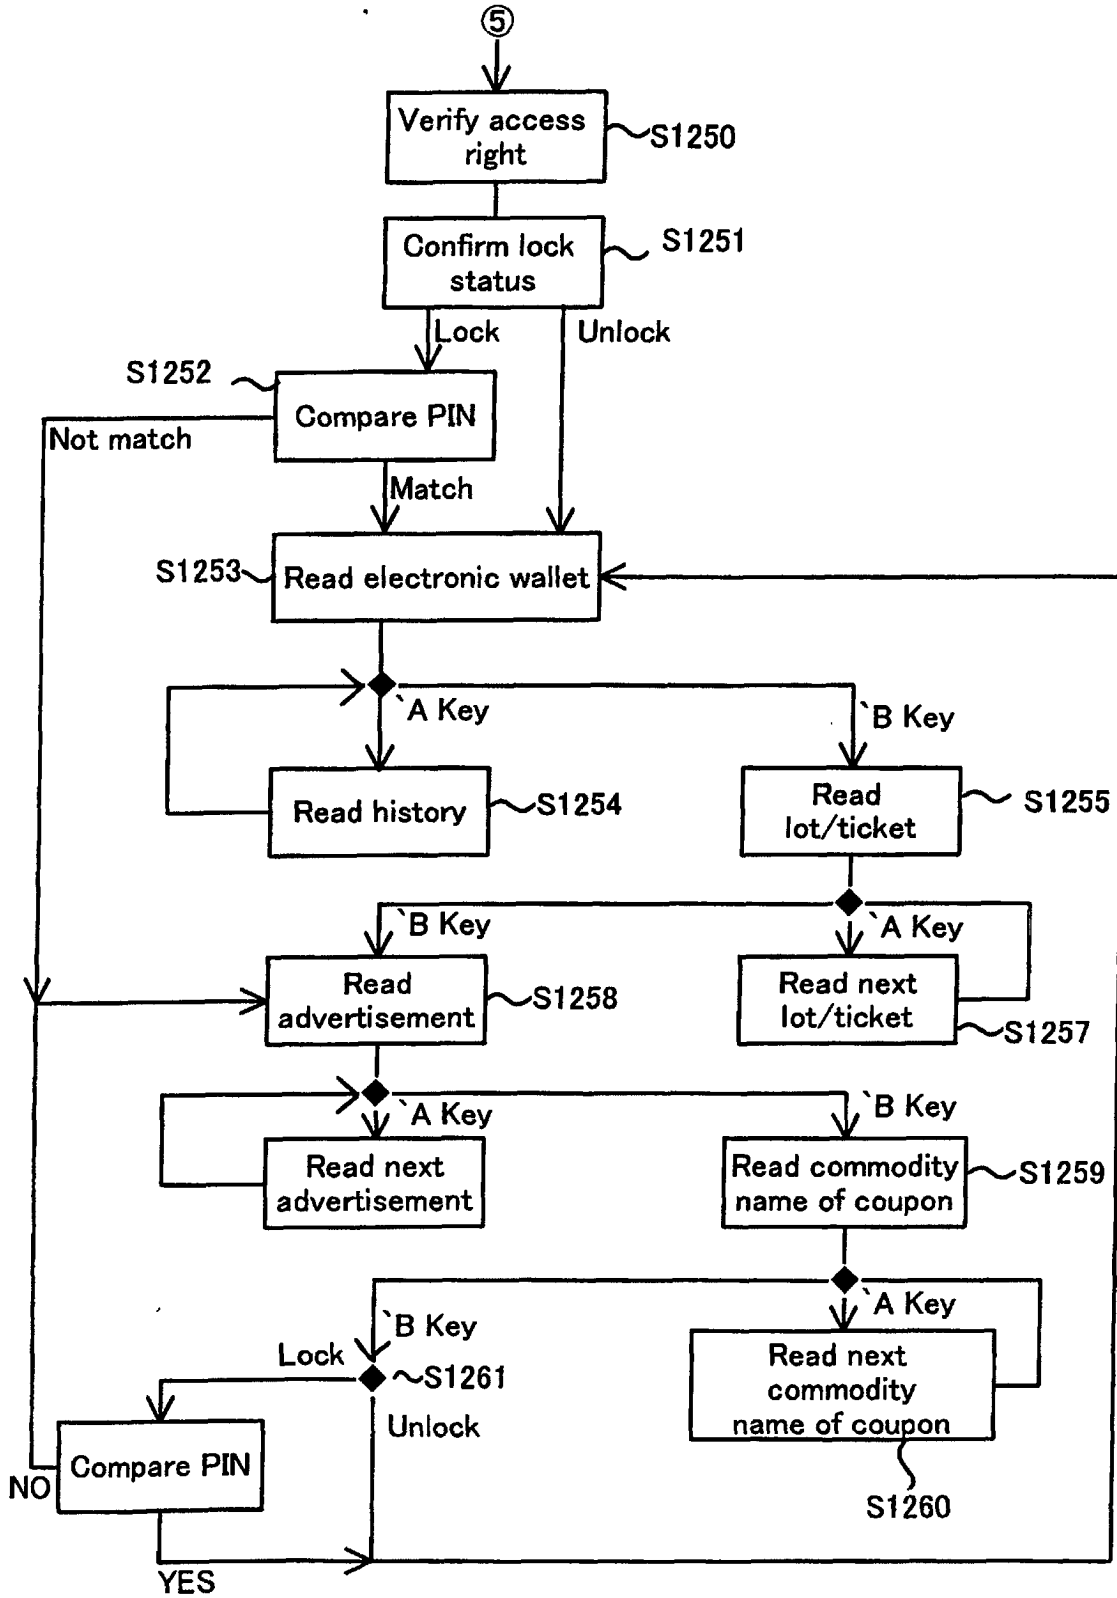 ⑤
Verify access
right
S1250
Confirm lock
status
S1251
Lock
Unlock
S1252
Compare PIN
Not match
Match
S1253
Read electronic wallet
`A Key
`B Key
Read history
S1254
Read
lot/ticket
S1255
`B Key
`A Key
Read
advertisement
S1258
Read next
lot/ticket
S1257
`A Key
`B Key
Read next
advertisement
Read commodity
name of coupon
S1259
`B Key
`A Key
Lock
S1261
Unlock
Read next
commodity
name of coupon
S1260
Compare PIN
NO
YES